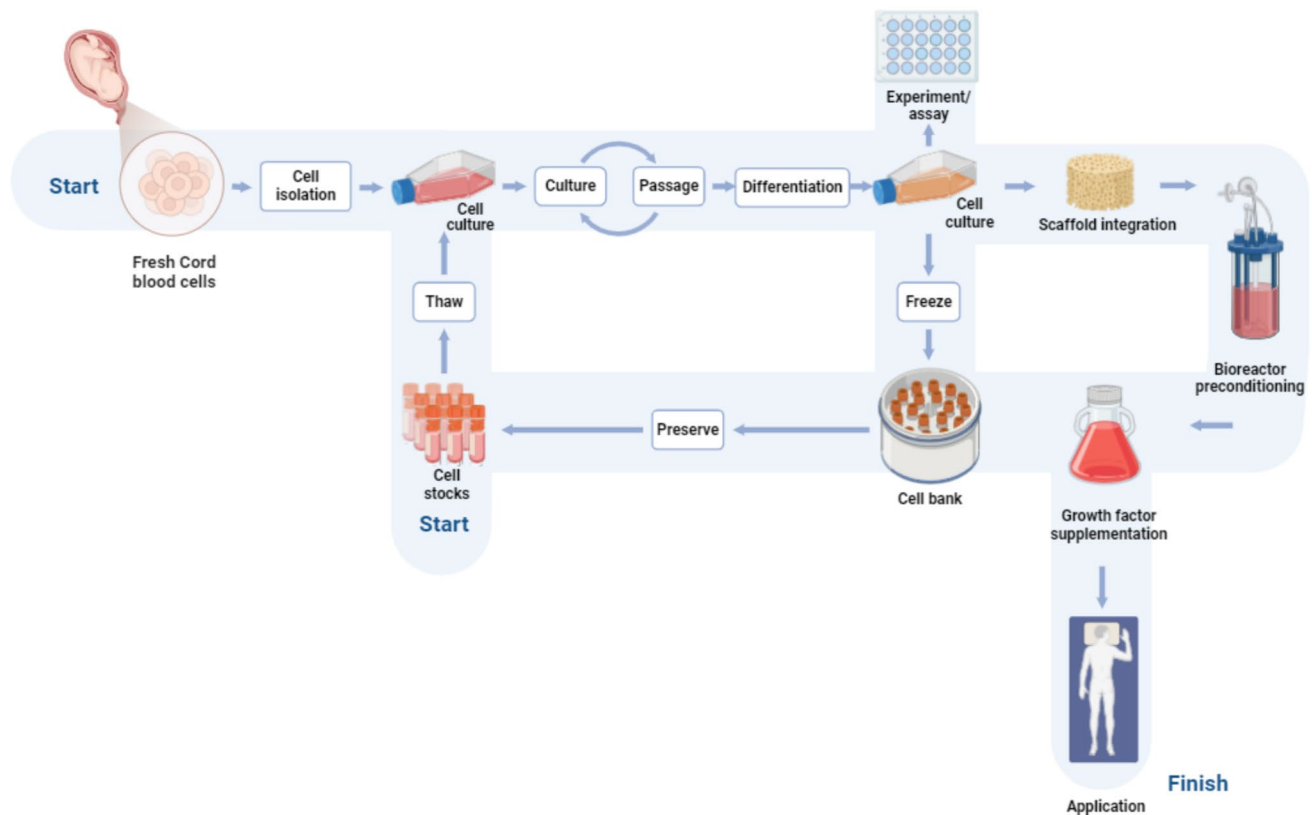 Experiment/
assay
Start
Cell
isolation
Cell
culture
Culture
Passage
Differentiation
Cell
culture
Scaffold integration
Fresh Cord
blood cells
Thaw
Freeze
Bioreactor
preconditioning
Preserve
Cell
stocks
Start
Cell bank
Growth factor
supplementation
Finish
Application